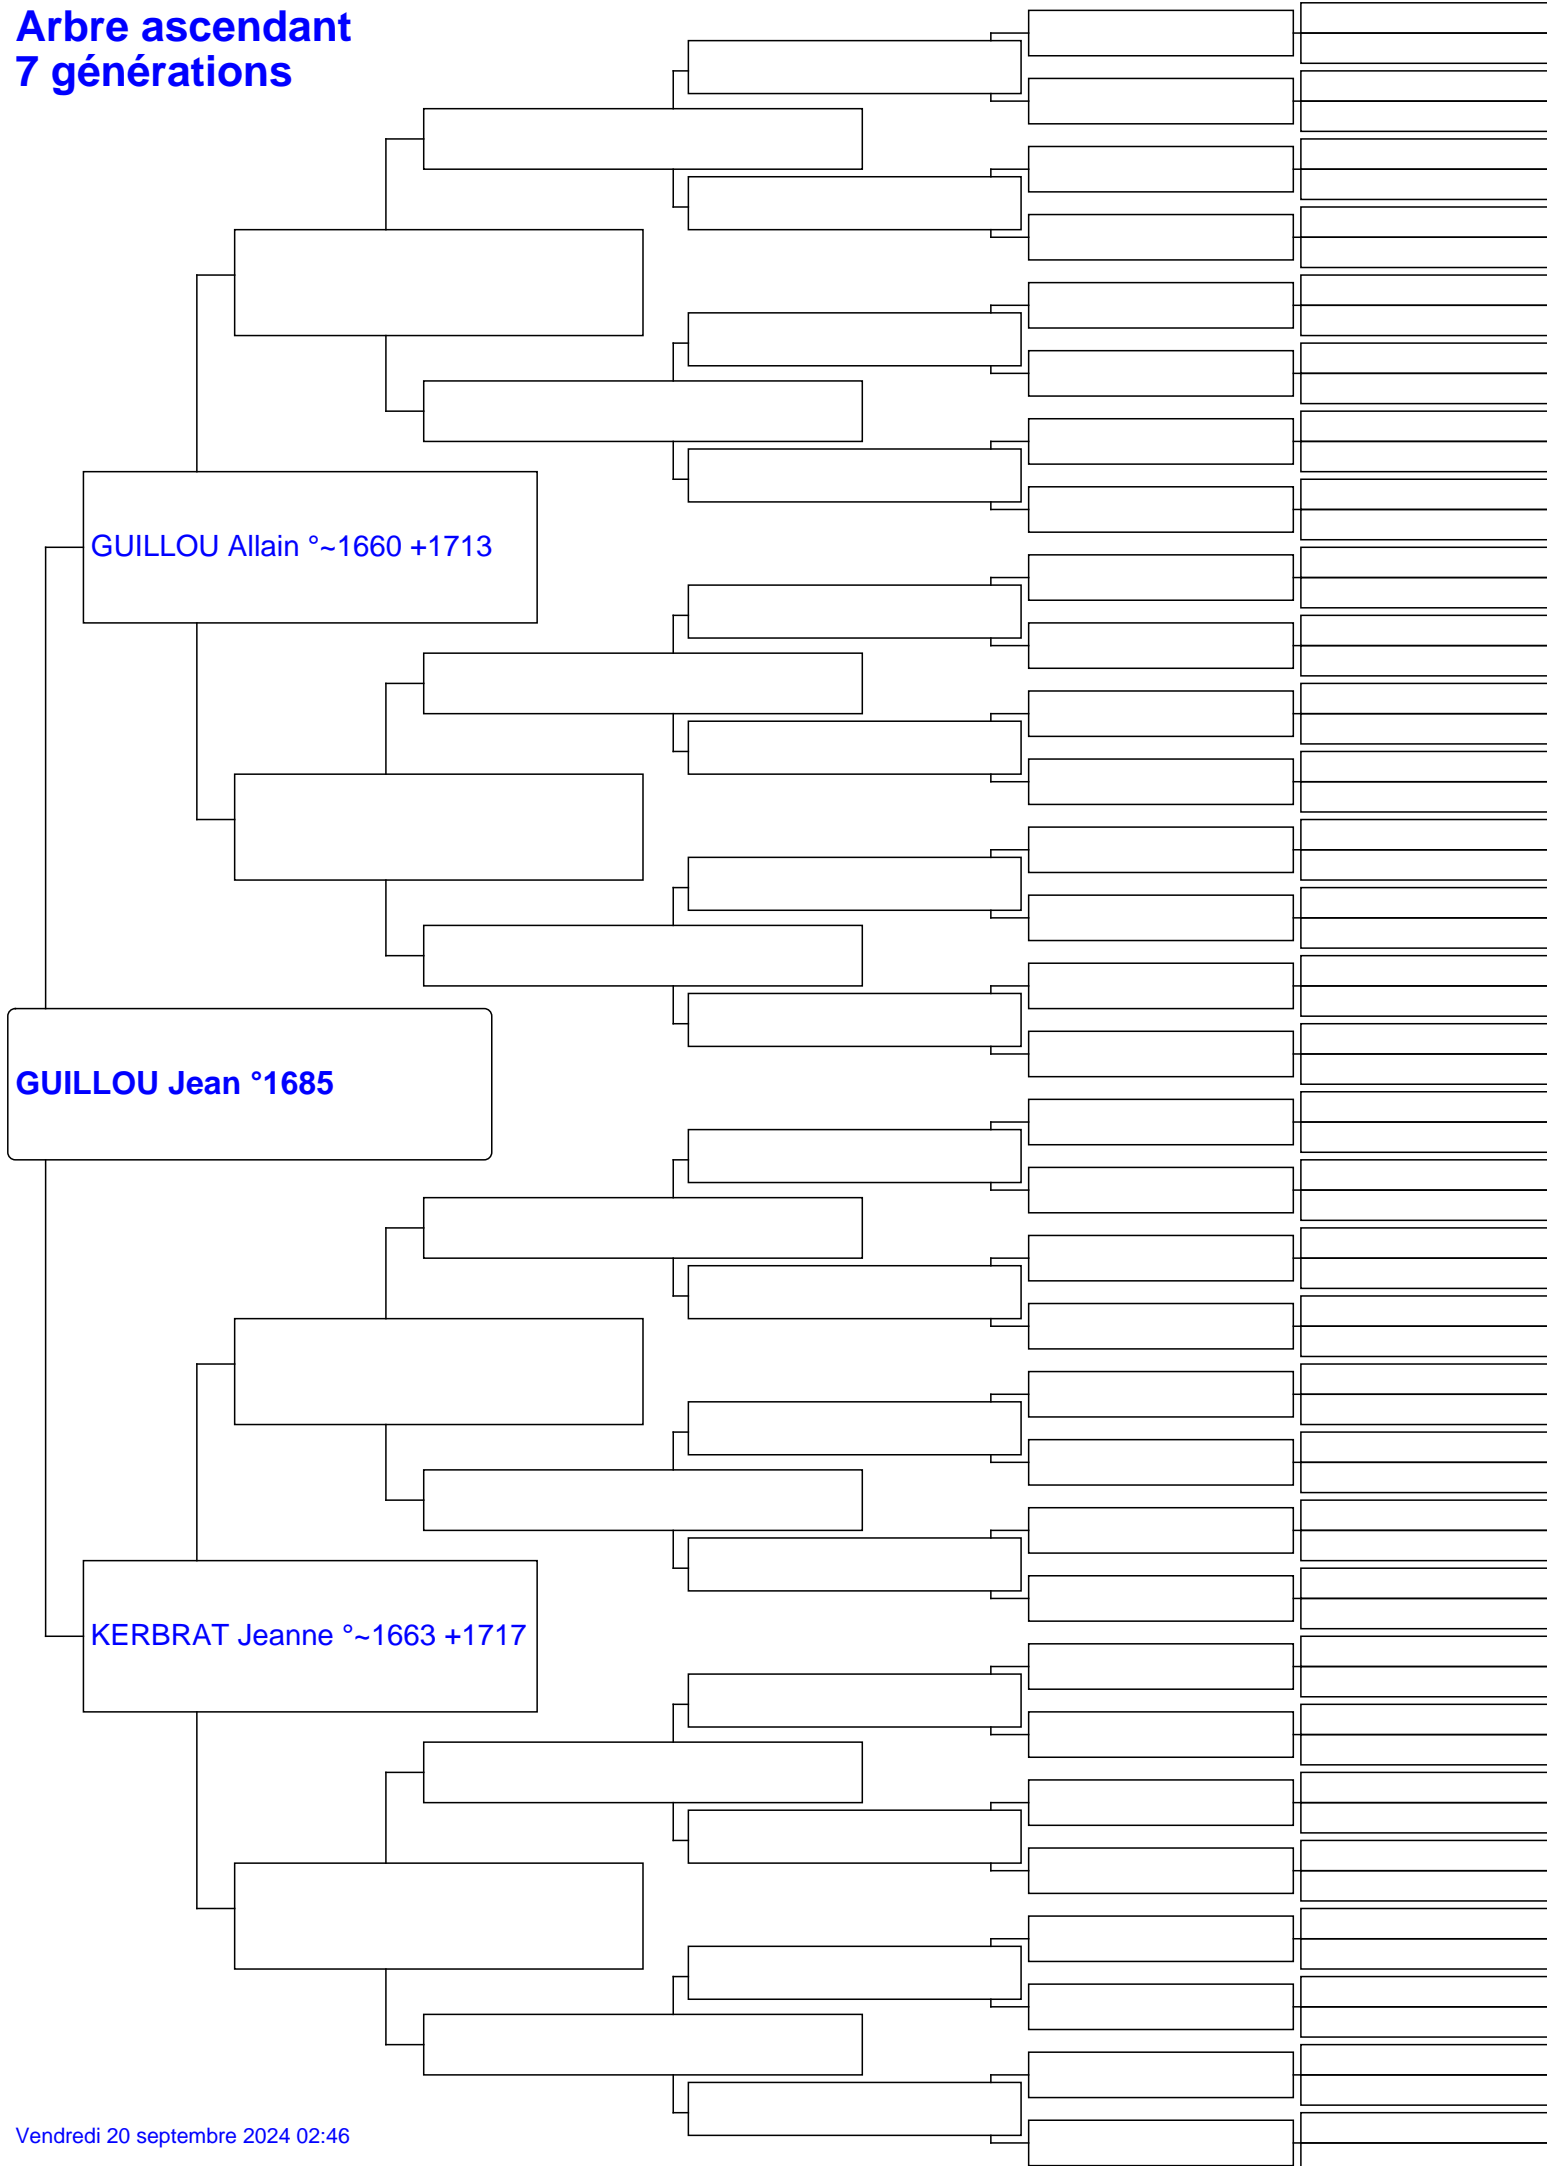 Arbre ascendant
7 générations
GUILLOU Allain °~1660 +1713
GUILLOU Jean °1685
KERBRAT Jeanne °~1663 +1717
Vendredi 20 septembre 2024 02:46